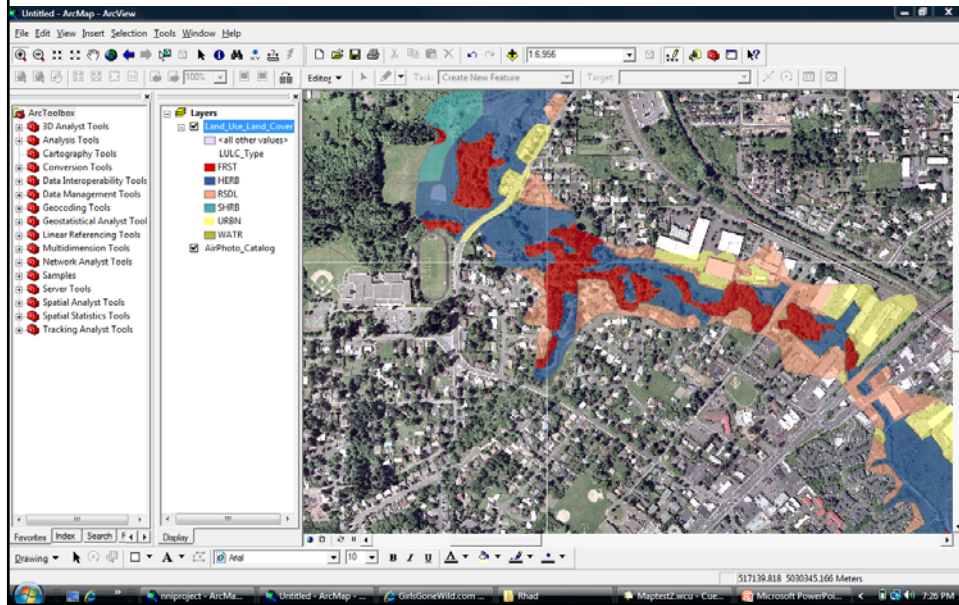 Untitled - ArcMap - ArcView
File Edit View Insert Selection Tools Window Help
1:6,956
100% Editor Task: Create New Feature Target:
ArcToolbox
3D Analyst Tools
Analysis Tools
Cartography Tools
Conversion Tools
Data Interoperability Tools
Data Management Tools
Geocoding Tools
Geostatistical Analyst Tool
Linear Referencing Tools
Multidimension Tools
Network Analyst Tools
Samples
Server Tools
Spatial Analyst Tools
Spatial Statistics Tools
Tracking Analyst Tools
Favorites Index Search F
Layers
Land_Use_Land_Cover
<all other values>
LULC_Type
FRST
HERB
RSDL
SHRB
URBN
WATR
AirPhoto_Catalog
Display
Drawing A Arial 10 B I U A
517139.818 5030345.166 Meters
nniproject - ArcMa... Untitled - ArcMap - ... GirlsGoneWild.com ... Rhad Maptest2.wcu - Cue... Microsoft PowerPoi... 7:26 PM